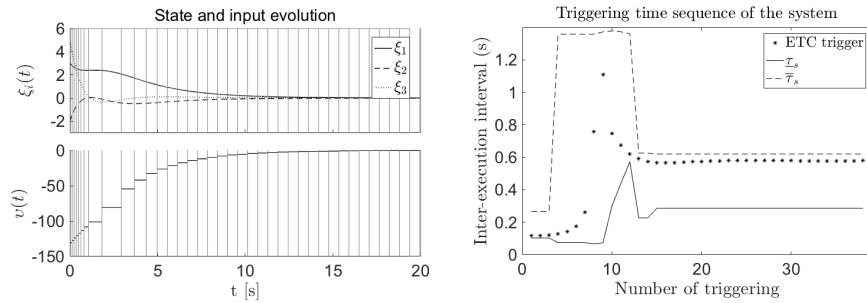 State and input evolution
6
4
2
0
-2
ξᵢ(t)
ξ₁
ξ₂
ξ₃
0
-50
-100
-150
υ(t)
0 5 10 15 20
t [s]
Triggering time sequence of the system
1.2
1
0.8
0.6
0.4
0.2
0
Inter-execution interval (s)
ETC trigger
τ̲ₛ
τ̅ₛ
0 10 20 30
Number of triggering